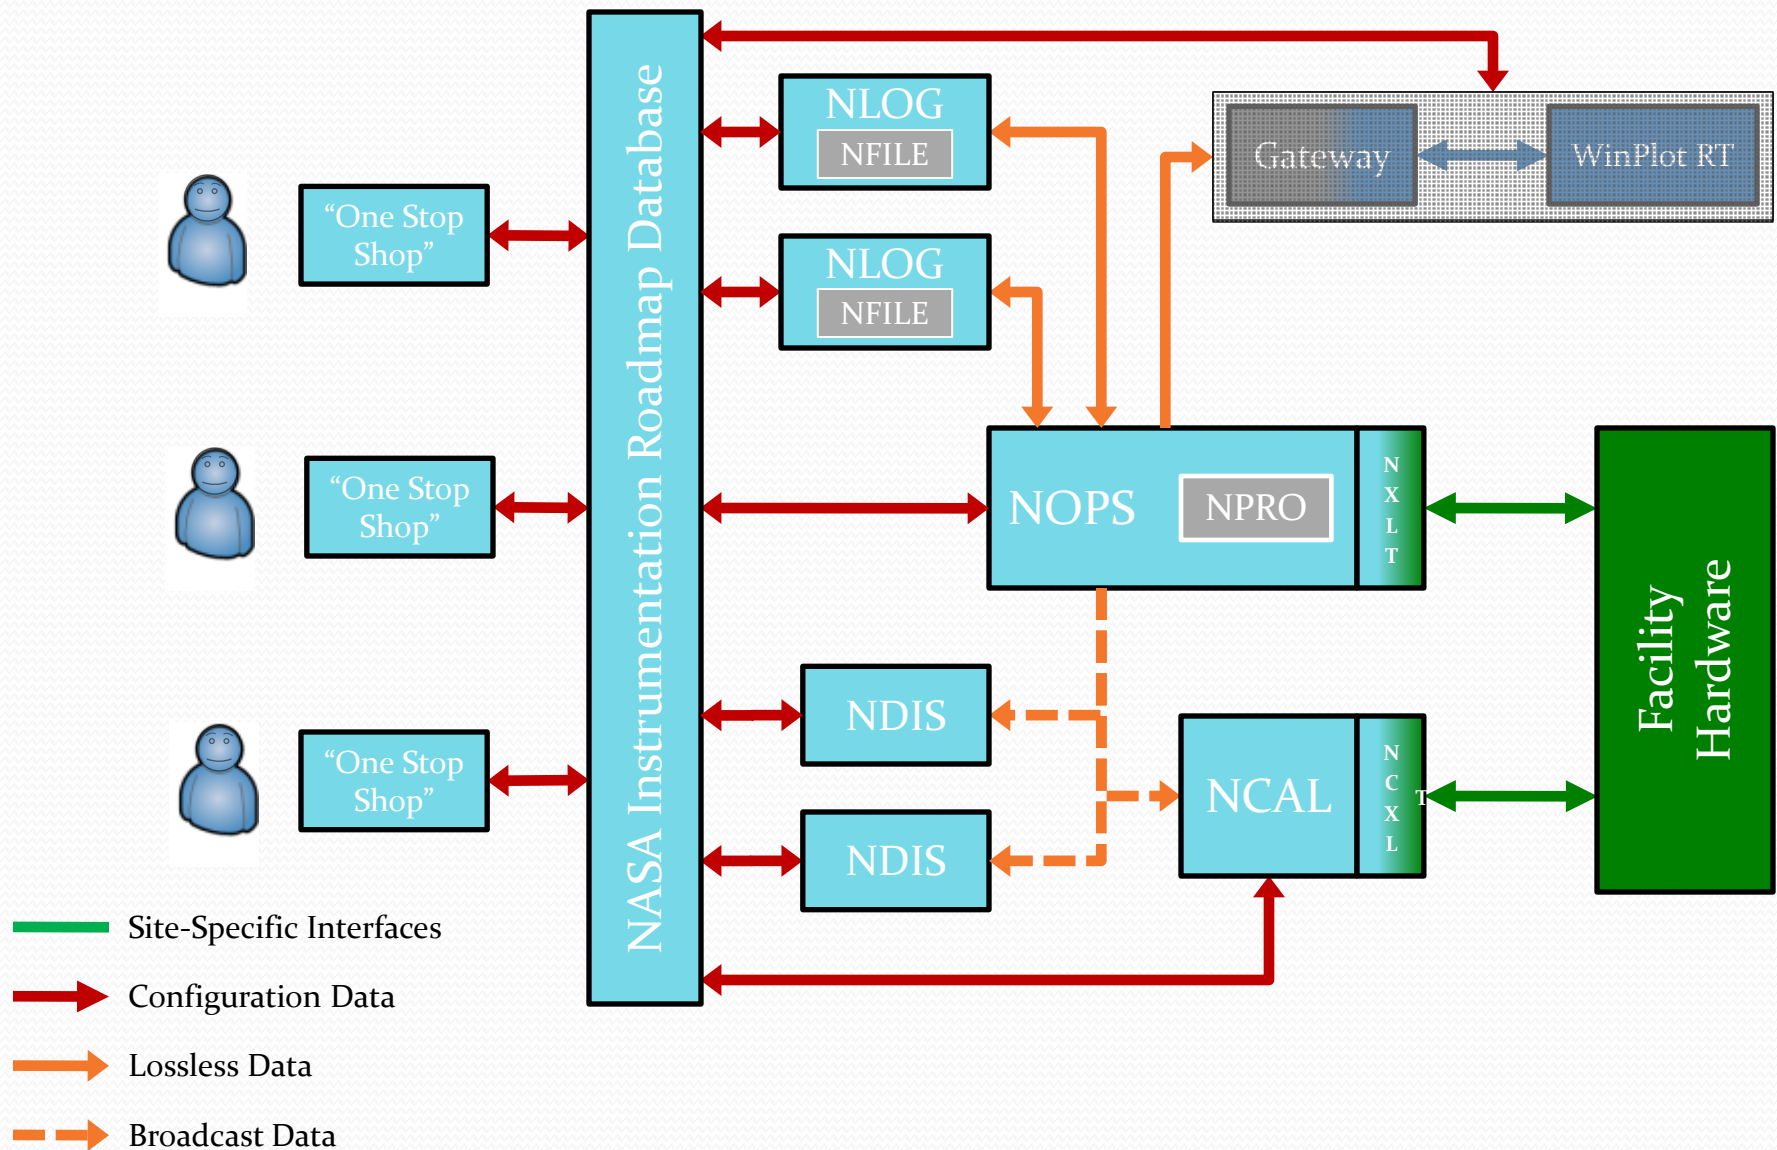 NASA Instrumentation Roadmap Database
NLOG
NFILE
Gateway
WinPlot RT
“One Stop
Shop”
NLOG
NFILE
“One Stop
Shop”
NOPS
NPRO
N
X
L
T
Facility
Hardware
NDIS
“One Stop
Shop”
NCAL
N
C
X
L
T
NDIS
Site-Specific Interfaces
Configuration Data
Lossless Data
Broadcast Data